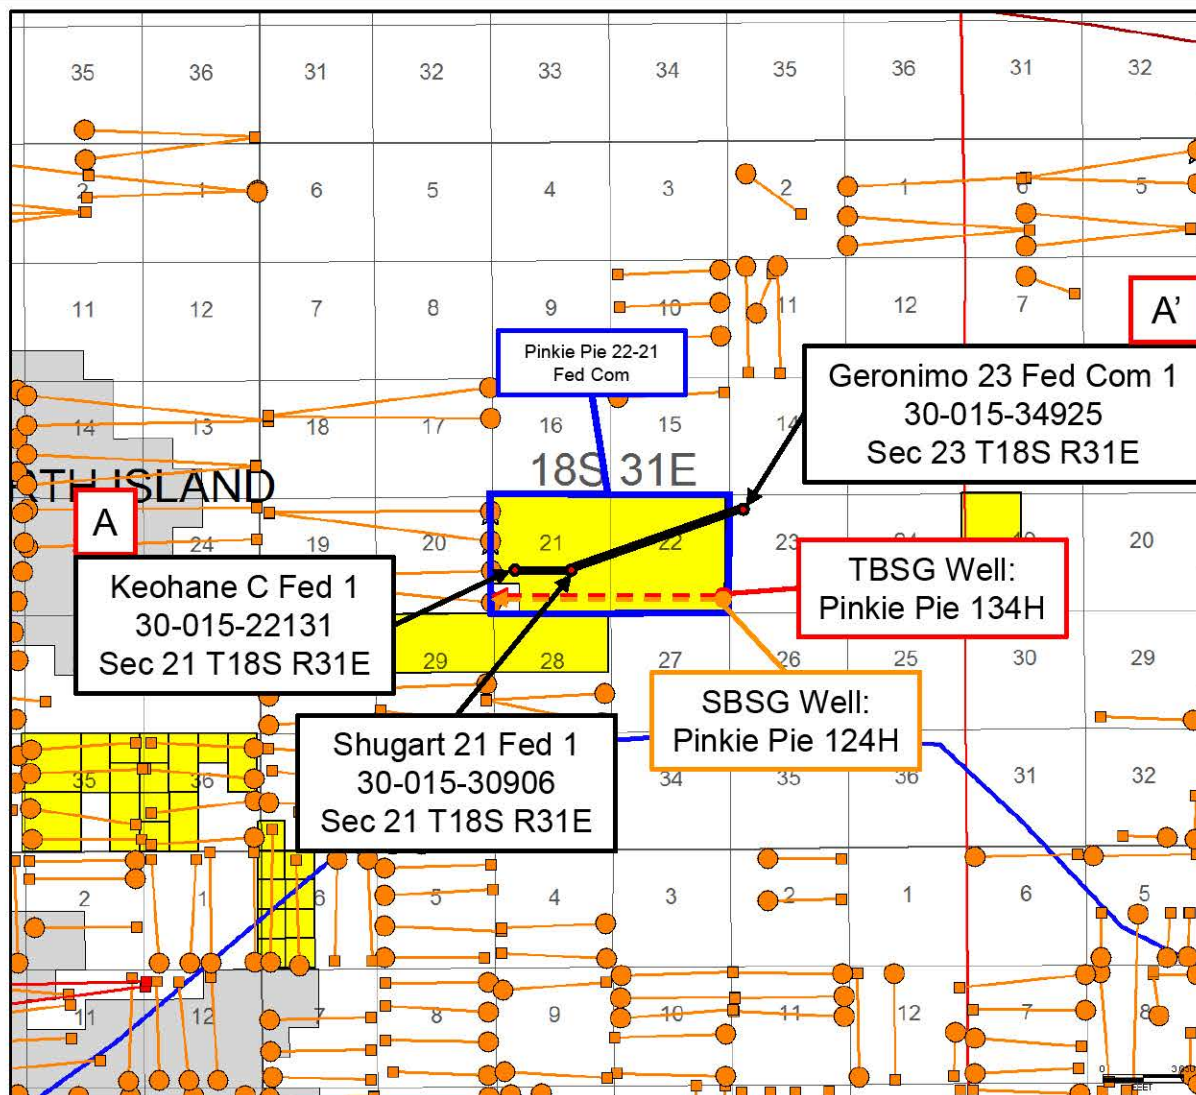 35 36 31 32 33 34 35 36 31 32
2 1 6 5 4 3 2 1 6 5
11 12 7 8 9 10 11 12 7
A'
Pinkie Pie 22-21
Fed Com
Geronimo 23 Fed Com 1
30-015-34925
Sec 23 T18S R31E
14 13 18 17 16 15 14
18S 31E
RTH ISLAND
A
24 19 20 21 22 23 24 19 20
Keohane C Fed 1
30-015-22131
Sec 21 T18S R31E
TBSG Well:
Pinkie Pie 134H
29 28 27 26 25 30 29
SBSG Well:
Pinkie Pie 124H
Shugart 21 Fed 1
30-015-30906
Sec 21 T18S R31E
35 36 34 35 36 31 32
2 1 6 5 4 3 2 1 6 5
11 12 7 8 9 10 11 12 7 8
0
FEET